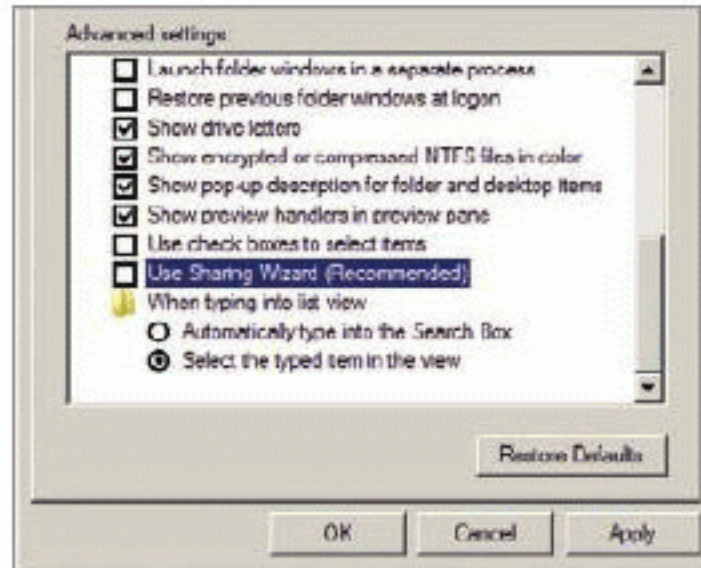 Advanced settings
Launch folder windows in a separate process
Restore previous folder windows at logon
Show drive letters
Show encrypted or compressed NTFS files in color
Show pop-up description for folder and desktop items
Show preview handlers in preview pane
Use check boxes to select items
Use Sharing Wizard (Recommended)
When typing into list view
Automatically type into the Search Box
Select the typed item in the view
Restore Defaults
OK Cancel Apply